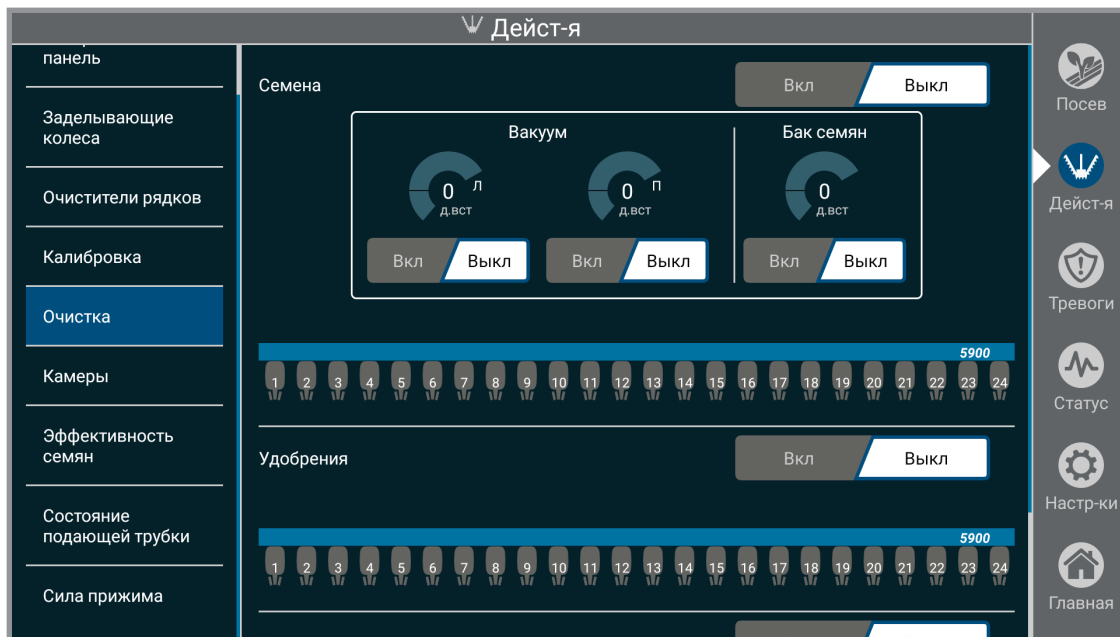 Дейст-я
панель
Заделывающие
колеса
Очистители рядков
Калибровка
Очистка
Камеры
Эффективность
семян
Состояние
подающей трубки
Сила прижима
Семена
Вкл Выкл
Вакуум
Бак семян
0 Л
д.вст
0 П
д.вст
0
д.вст
Вкл Выкл
Вкл Выкл
Вкл Выкл
5900
1 2 3 4 5 6 7 8 9 10 11 12 13 14 15 16 17 18 19 20 21 22 23 24
Удобрения
Вкл Выкл
5900
1 2 3 4 5 6 7 8 9 10 11 12 13 14 15 16 17 18 19 20 21 22 23 24
Посев
Дейст-я
Тревоги
Статус
Настр-ки
Главная